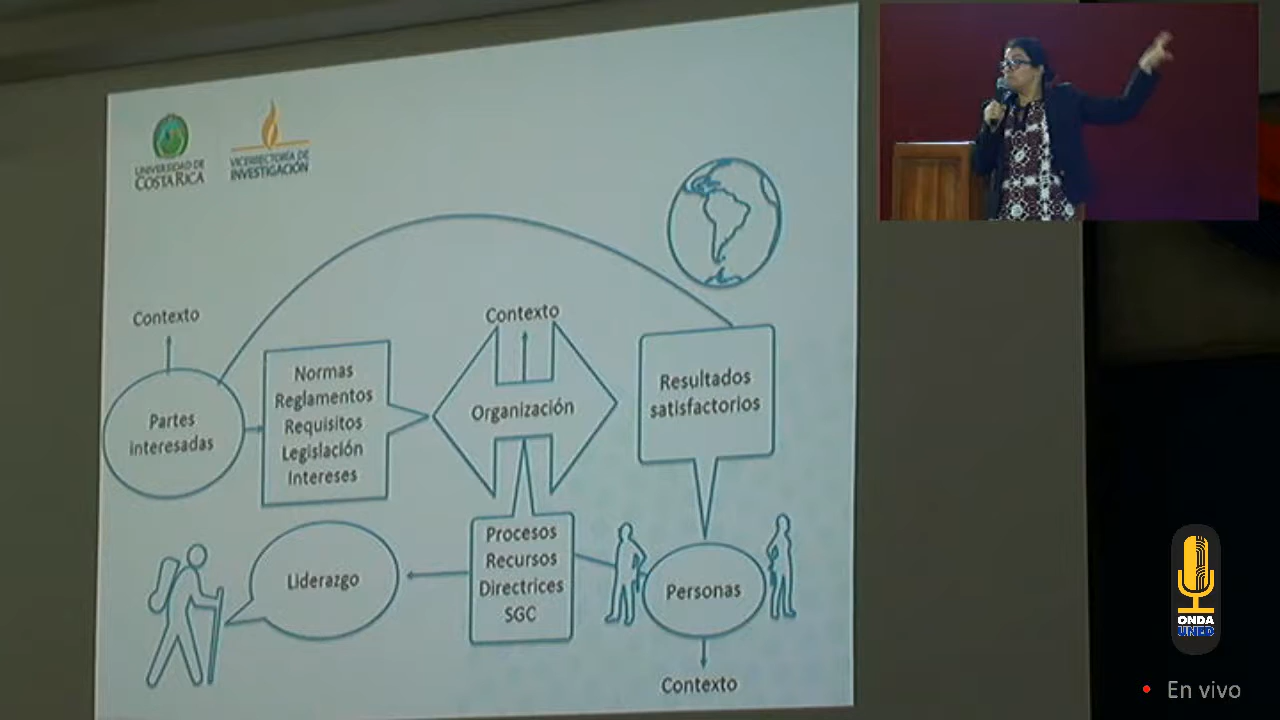 UNIVERSIDAD DE
COSTA RICA
VICERRECTORÍA DE
INVESTIGACIÓN
Contexto
Partes
interesadas
Normas
Reglamentos
Requisitos
Legislación
Intereses
Contexto
Organización
Resultados
satisfactorios
Liderazgo
Procesos
Recursos
Directrices
SGC
Personas
Contexto
ONDA
UNED
En vivo